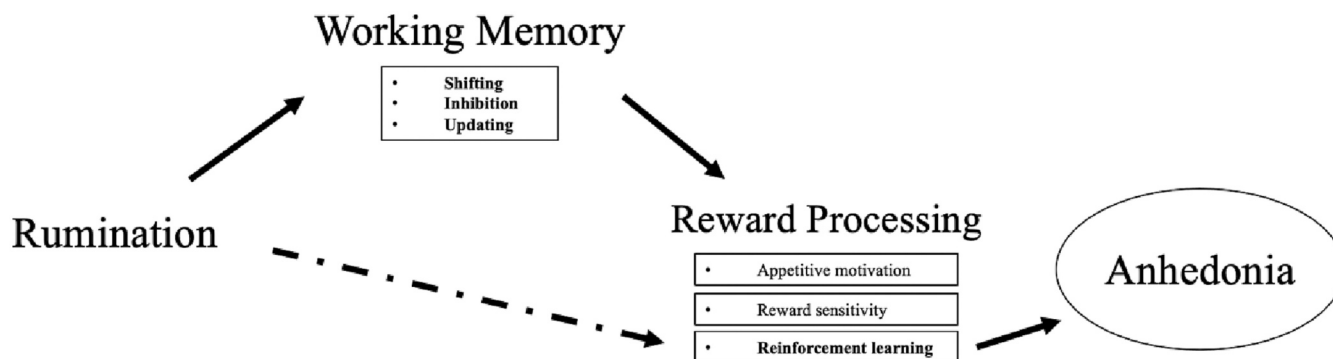 Working Memory
• Shifting
• Inhibition
• Updating
Rumination
Reward Processing
• Appetitive motivation
• Reward sensitivity
• Reinforcement learning
Anhedonia